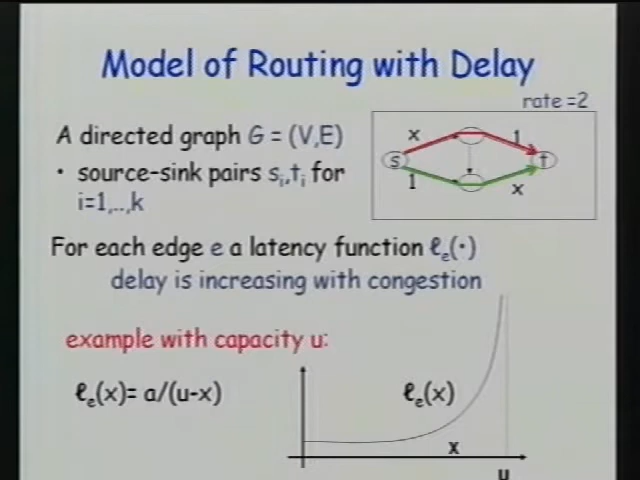 Model of Routing with Delay
rate =2
A directed graph G = (V,E)
• source-sink pairs sᵢ,tᵢ for
i=1,..,k
x
1
s
t
1
x
For each edge e a latency function ℓₑ(·)
delay is increasing with congestion
example with capacity u:
ℓₑ(x)= a/(u-x)
ℓₑ(x)
x
u